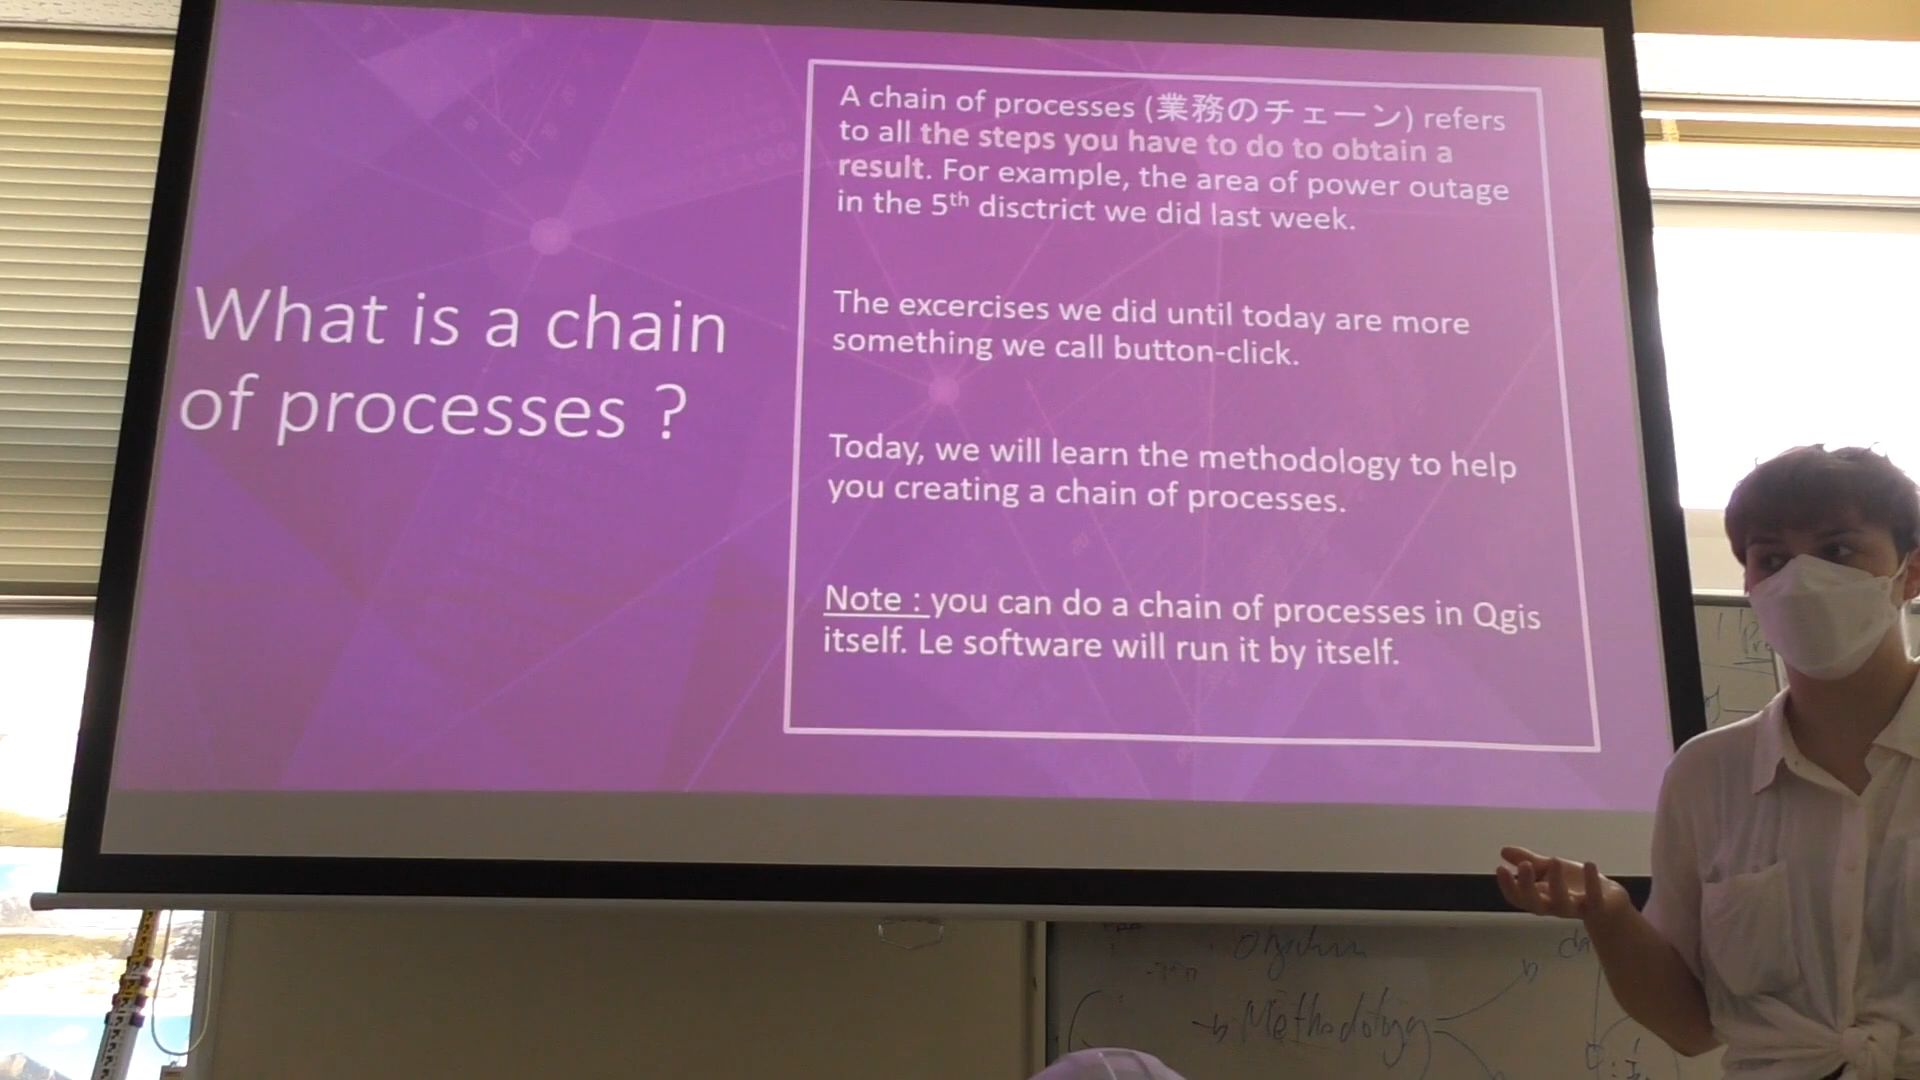 What is a chain
of processes ?
A chain of processes (業務のチェーン) refers
to all the steps you have to do to obtain a
result. For example, the area of power outage
in the 5th disctrict we did last week.
The excercises we did until today are more
something we call button-click.
Today, we will learn the methodology to help
you creating a chain of processes.
Note : you can do a chain of processes in Qgis
itself. Le software will run it by itself.
Methodology